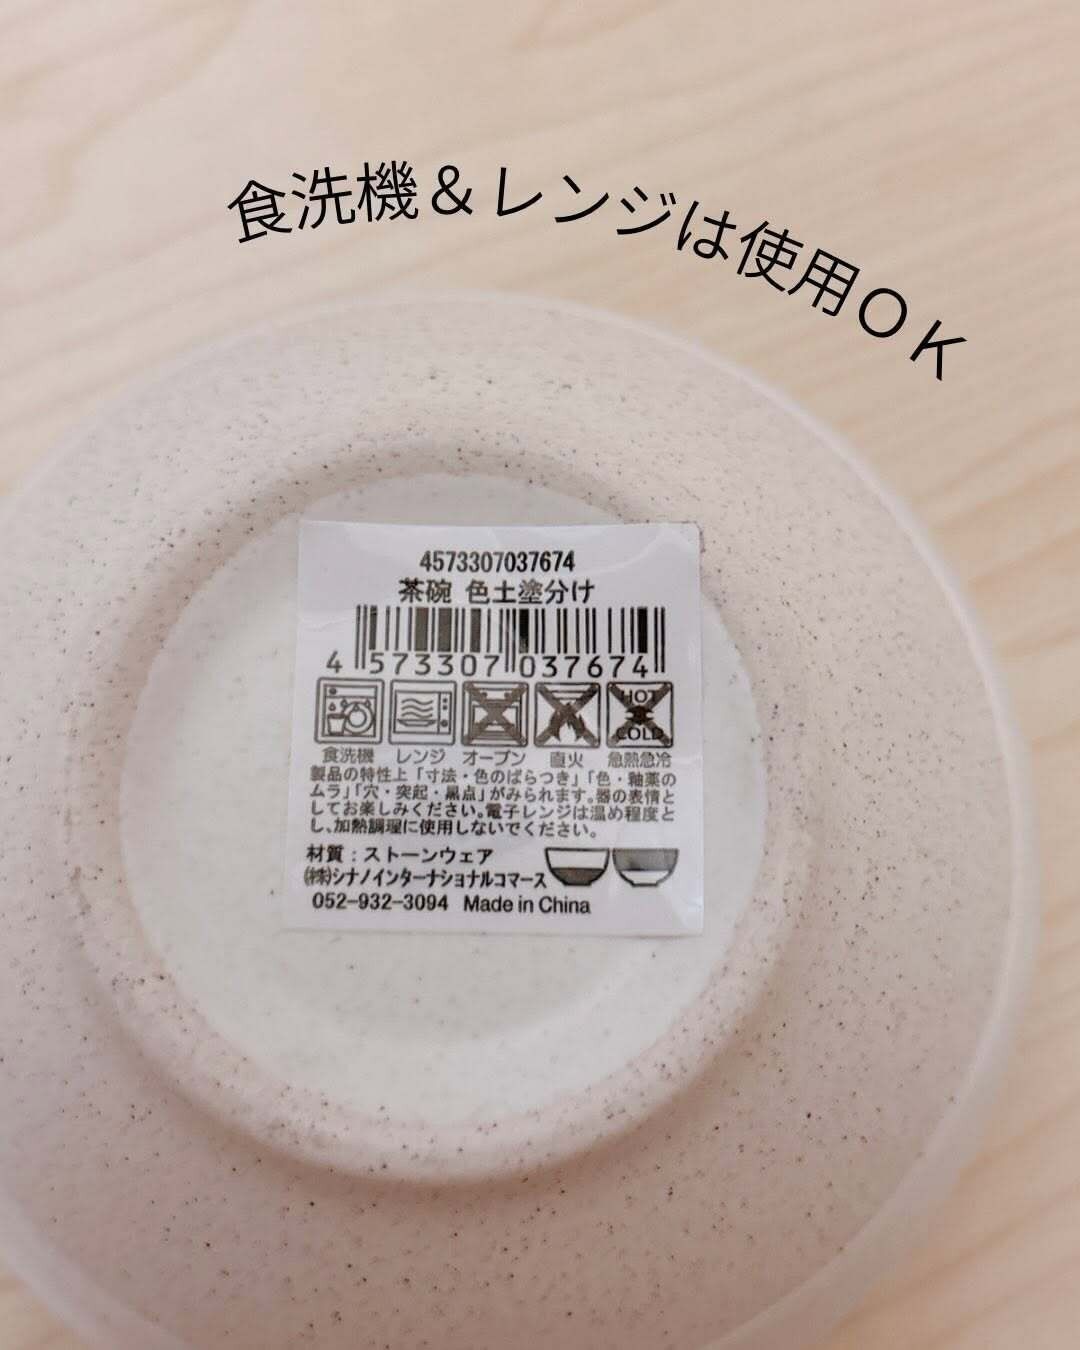 食洗機＆レンジは使用ＯＫ
4573307037674
茶碗 色土塗分け
4 573307 037674
HOT
COLD
食洗機 レンジ オーブン 直火 急熱急冷
製品の特性上「寸法・色のばらつき」「色・釉薬の
ムラ」「穴・突起・黒点」がみられます。器の表情と
してお楽しみください。電子レンジは温め程度と
し、加熱調理に使用しないでください。
材質：ストーンウェア
㈱シナノインターナショナルコマース
052-932-3094 Made in China